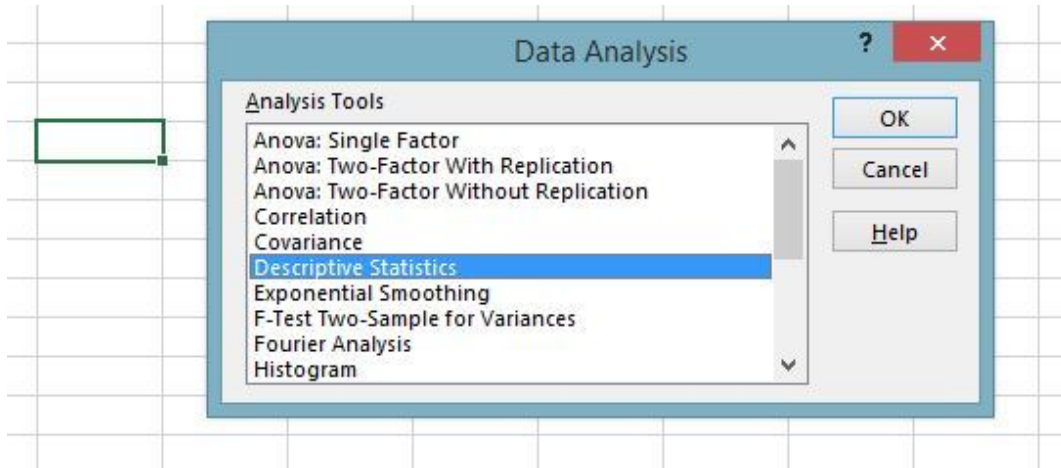 Data Analysis
?
Analysis Tools
Anova: Single Factor
Anova: Two-Factor With Replication
Anova: Two-Factor Without Replication
Correlation
Covariance
Descriptive Statistics
Exponential Smoothing
F-Test Two-Sample for Variances
Fourier Analysis
Histogram
OK
Cancel
Help